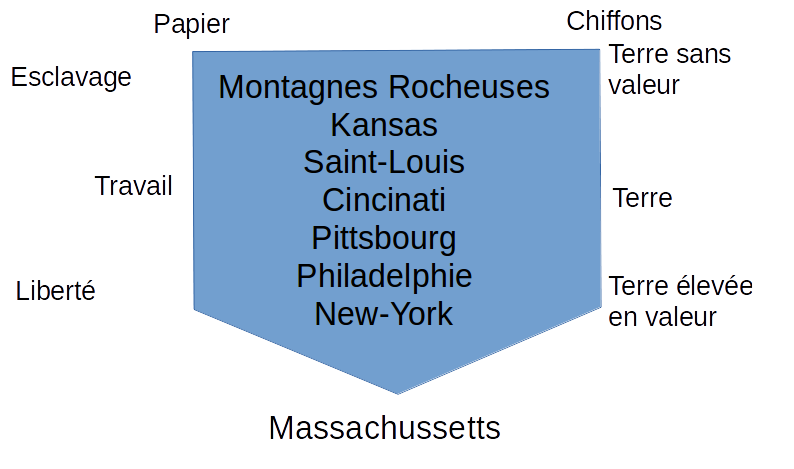 Papier
Chiffons
Esclavage
Terre sans
valeur
Montagnes Rocheuses
Kansas
Saint-Louis
Cincinati
Travail
Terre
Pittsbourg
Philadelphie
Liberté
Terre élevée
en valeur
New-York
Massachussetts